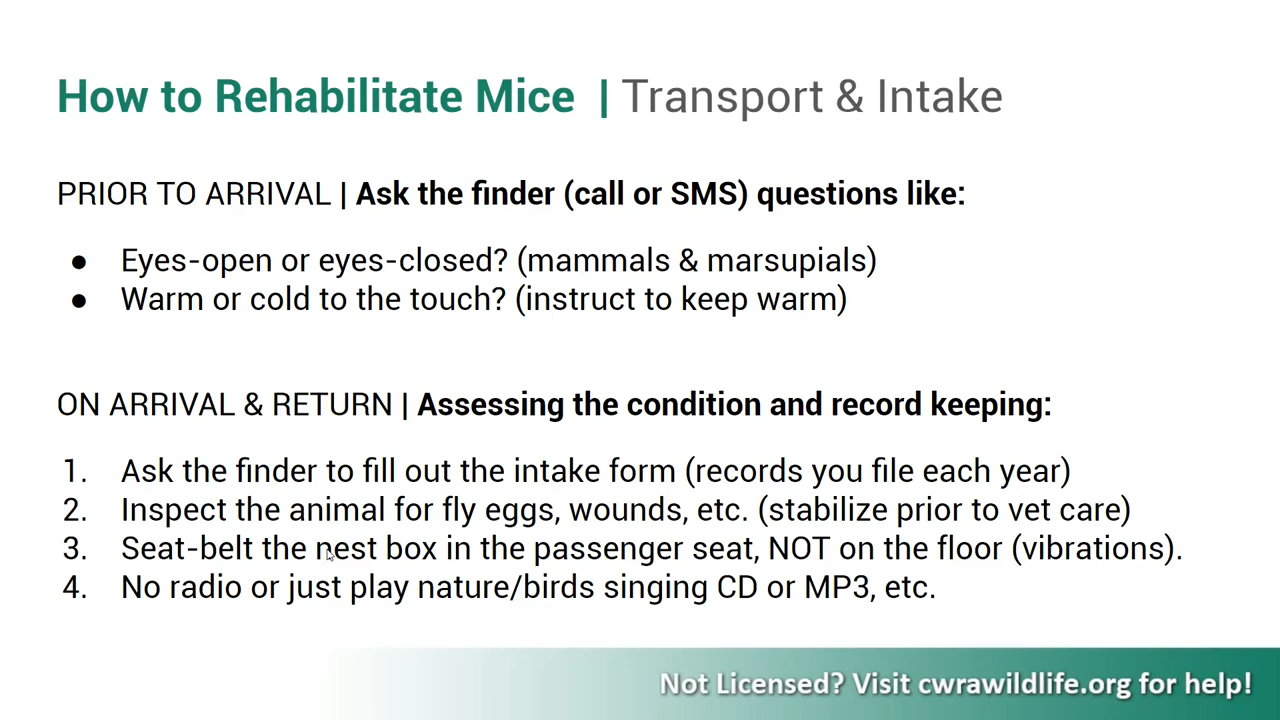 How to Rehabilitate Mice | Transport & Intake
PRIOR TO ARRIVAL | Ask the finder (call or SMS) questions like:
● Eyes-open or eyes-closed? (mammals & marsupials)
● Warm or cold to the touch? (instruct to keep warm)
ON ARRIVAL & RETURN | Assessing the condition and record keeping:
1. Ask the finder to fill out the intake form (records you file each year)
2. Inspect the animal for fly eggs, wounds, etc. (stabilize prior to vet care)
3. Seat-belt the nest box in the passenger seat, NOT on the floor (vibrations).
4. No radio or just play nature/birds singing CD or MP3, etc.
Not Licensed? Visit cwrawildlife.org for help!